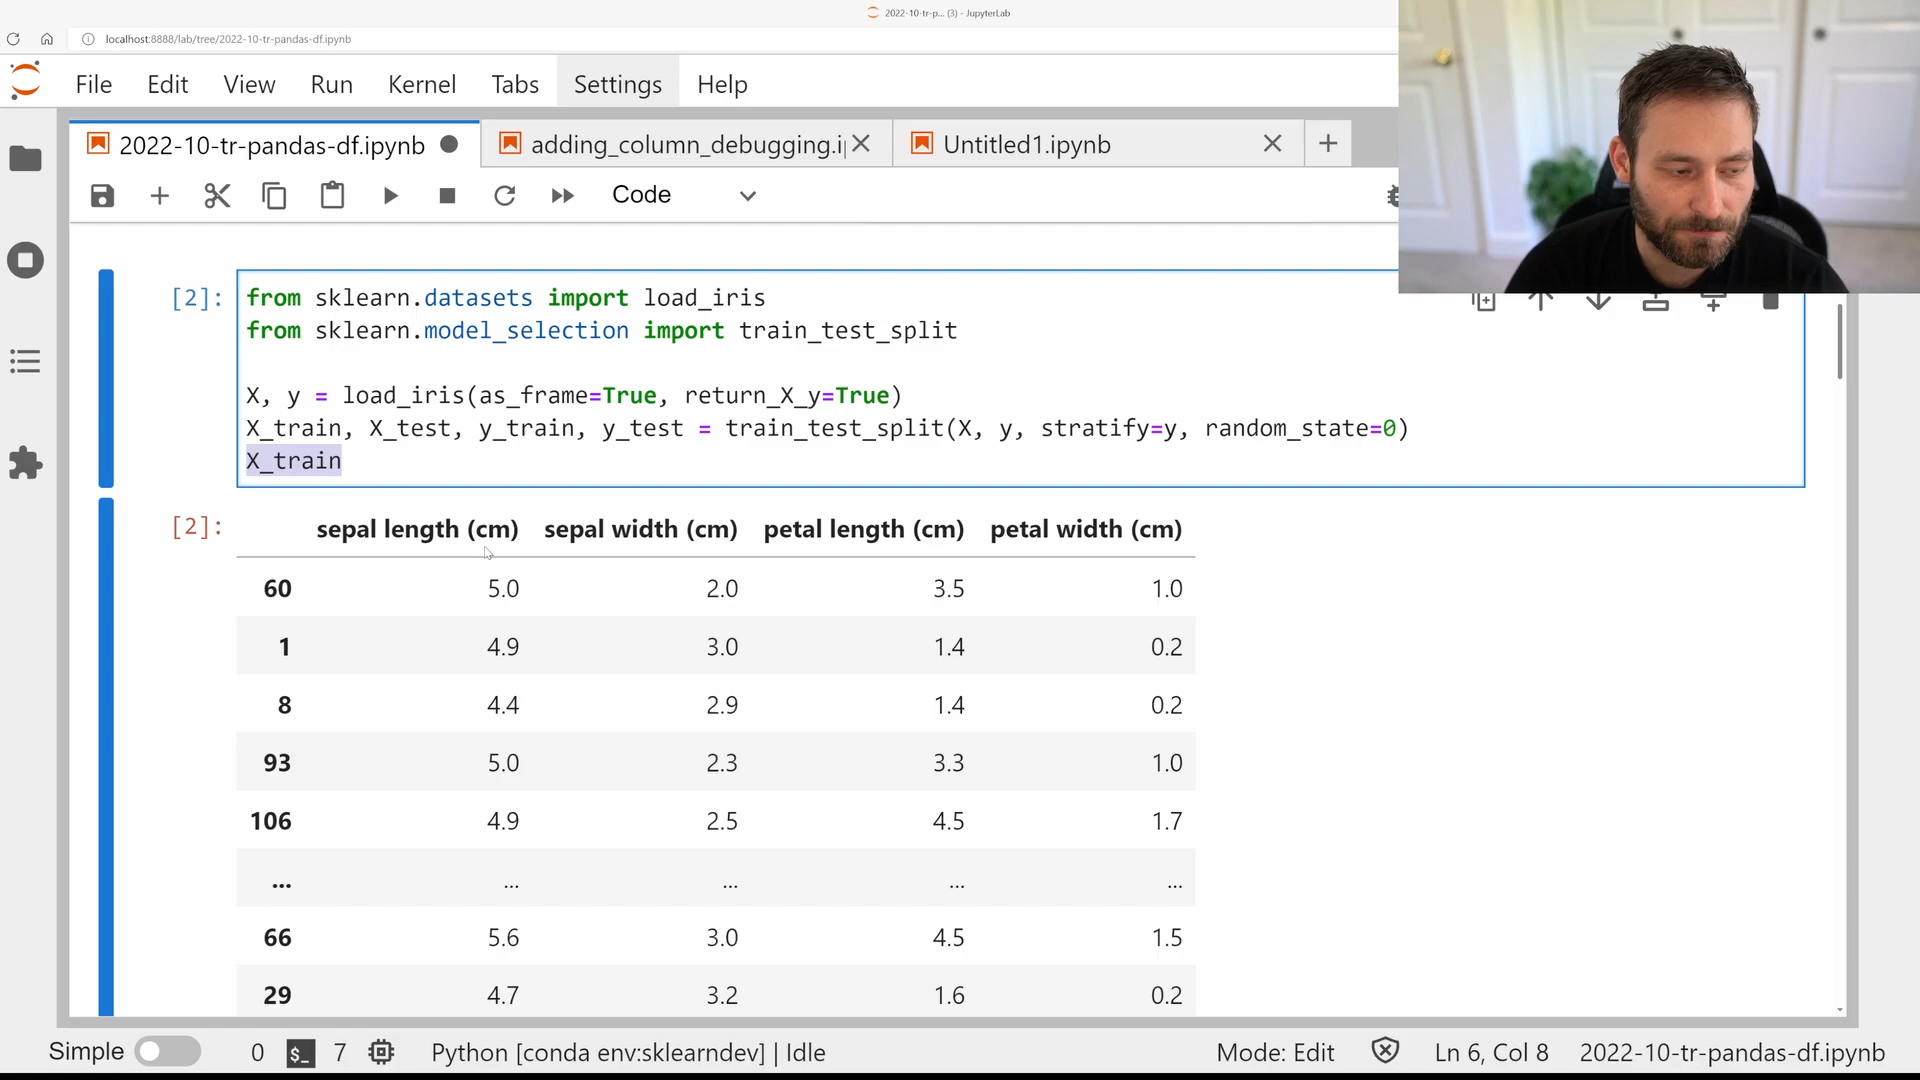 2022-10-tr-p... (3) - JupyterLab
localhost:8888/lab/tree/2022-10-tr-pandas-df.ipynb
File Edit View Run Kernel Tabs Settings Help
2022-10-tr-pandas-df.ipynb adding_column_debugging.i Untitled1.ipynb
Code
[2]: from sklearn.datasets import load_iris
from sklearn.model_selection import train_test_split
X, y = load_iris(as_frame=True, return_X_y=True)
X_train, X_test, y_train, y_test = train_test_split(X, y, stratify=y, random_state=0)
X_train
[2]: sepal length (cm) sepal width (cm) petal length (cm) petal width (cm)
60 5.0 2.0 3.5 1.0
1 4.9 3.0 1.4 0.2
8 4.4 2.9 1.4 0.2
93 5.0 2.3 3.3 1.0
106 4.9 2.5 4.5 1.7
... ... ... ... ...
66 5.6 3.0 4.5 1.5
29 4.7 3.2 1.6 0.2
Simple 0 $_ 7 Python [conda env:sklearndev] | Idle Mode: Edit Ln 6, Col 8 2022-10-tr-pandas-df.ipynb